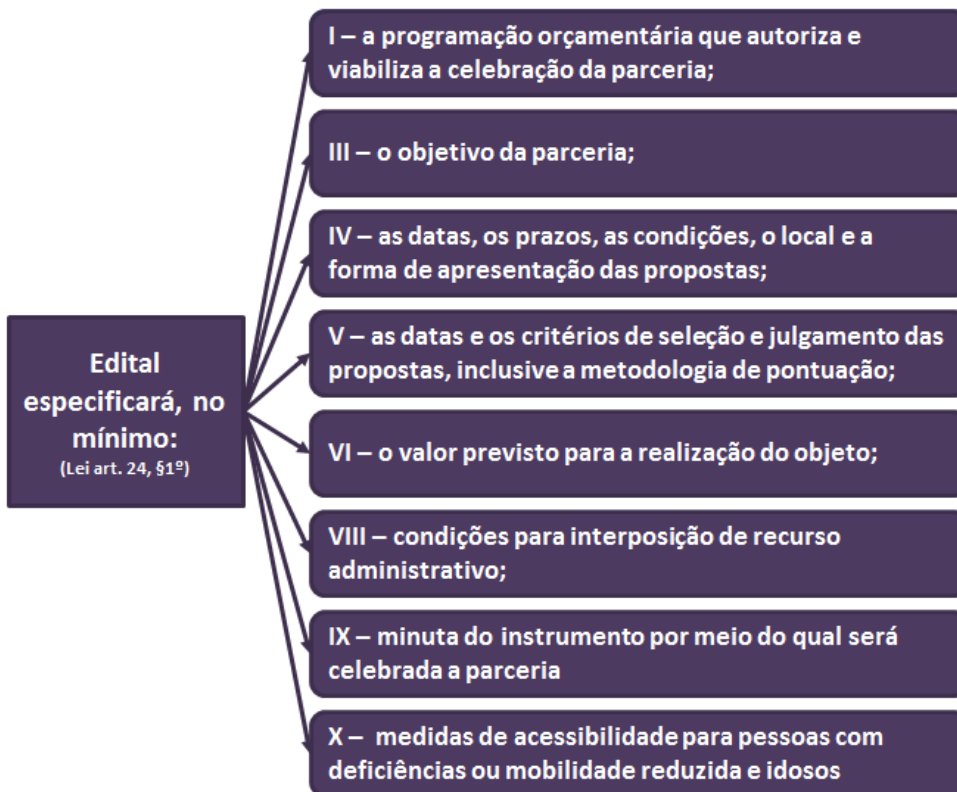 I – a programação orçamentária que autoriza e
viabiliza a celebração da parceria;
III – o objetivo da parceria;
IV – as datas, os prazos, as condições, o local e a
forma de apresentação das propostas;
V – as datas e os critérios de seleção e julgamento das
propostas, inclusive a metodologia de pontuação;
Edital
especificará, no
mínimo:
(Lei art. 24, §1º)
VI – o valor previsto para a realização do objeto;
VIII – condições para interposição de recurso
administrativo;
IX – minuta do instrumento por meio do qual será
celebrada a parceria
X – medidas de acessibilidade para pessoas com
deficiências ou mobilidade reduzida e idosos